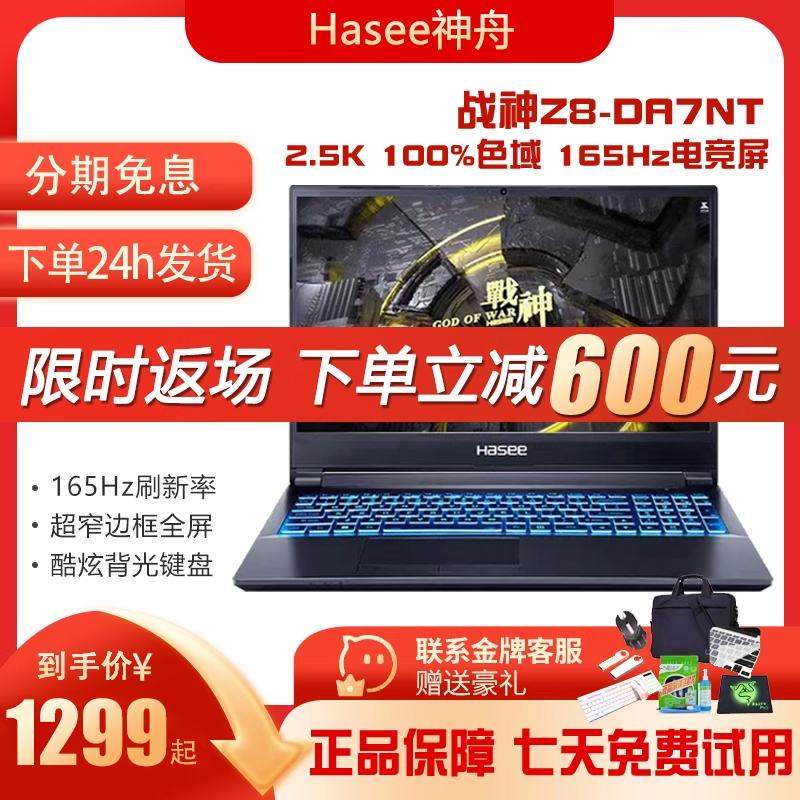 Hasee神舟
战神Z8-DA7NT
2.5K 100%色域 165Hz电竞屏
分期免息
下单24h发货
戰神
GOD OF WAR
限时返场 下单立减600元
Hasee
· 165Hz刷新率
· 超窄边框全屏
· 酷炫背光键盘
到手价¥
1299起
联系金牌客服
赠送豪礼
正品保障 七天免费试用